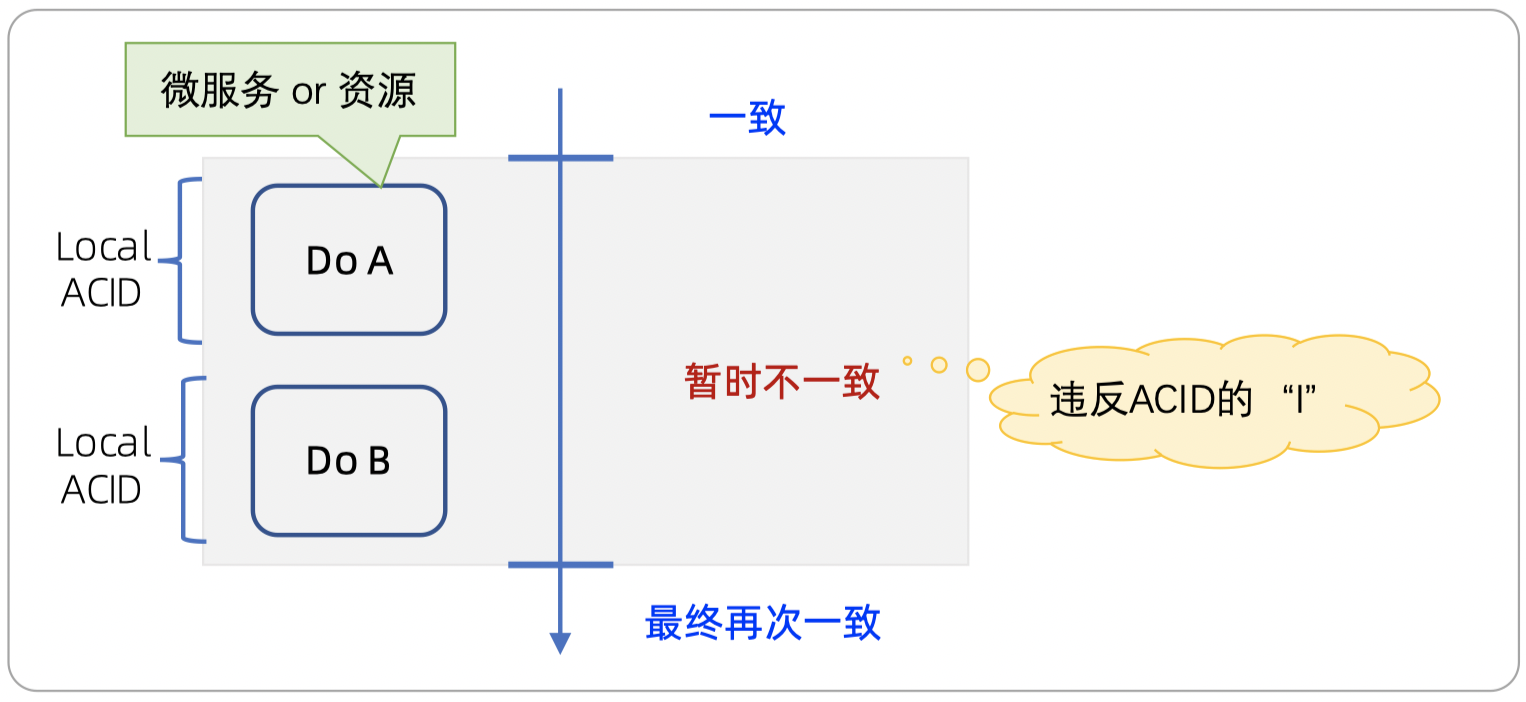 微服务 or 资源
一致
Local
ACID
Do A
暂时不一致
违反ACID的 “I”
Local
ACID
Do B
最终再次一致